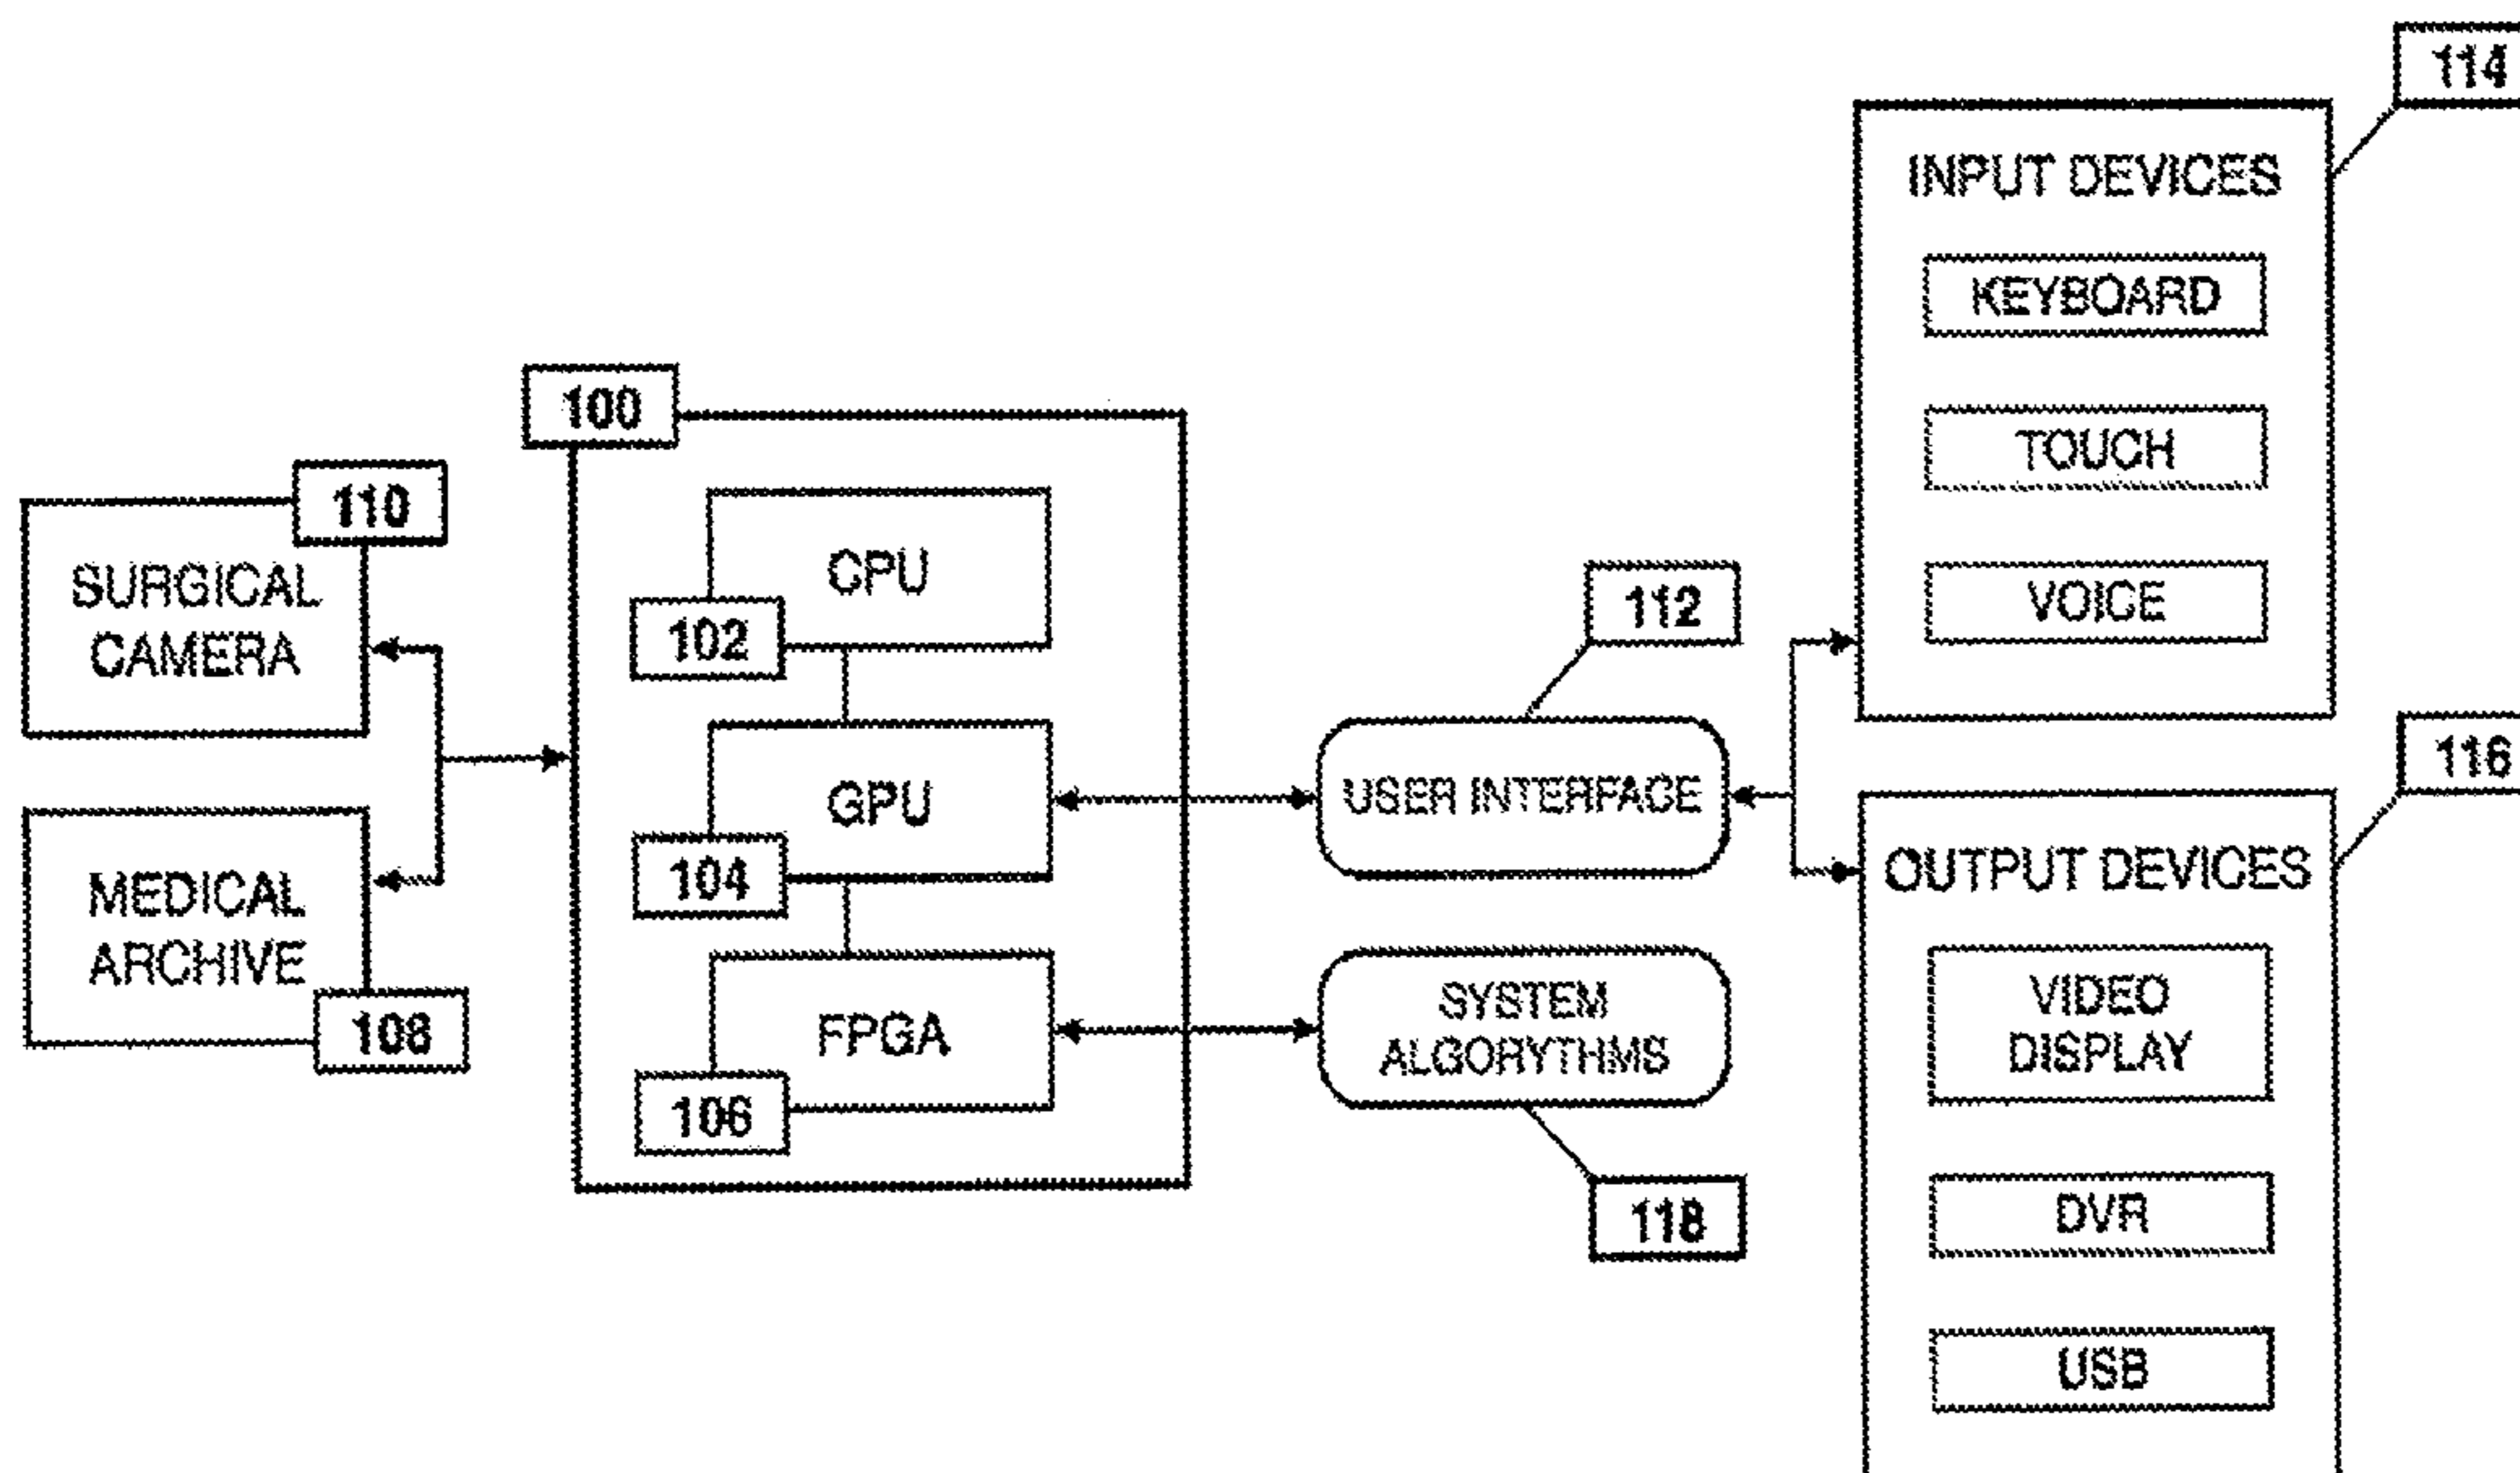 114
INPUT DEVICES
KEYBOARD
TOUCH
VOICE
100
110
SURGICAL
CAMERA
CPU
102
112
116
GPU
104
USER INTERFACE
MEDICAL
ARCHIVE
108
OUTPUT DEVICES
VIDEO
DISPLAY
FPGA
106
SYSTEM
ALGORYTHMS
118
DVR
USB